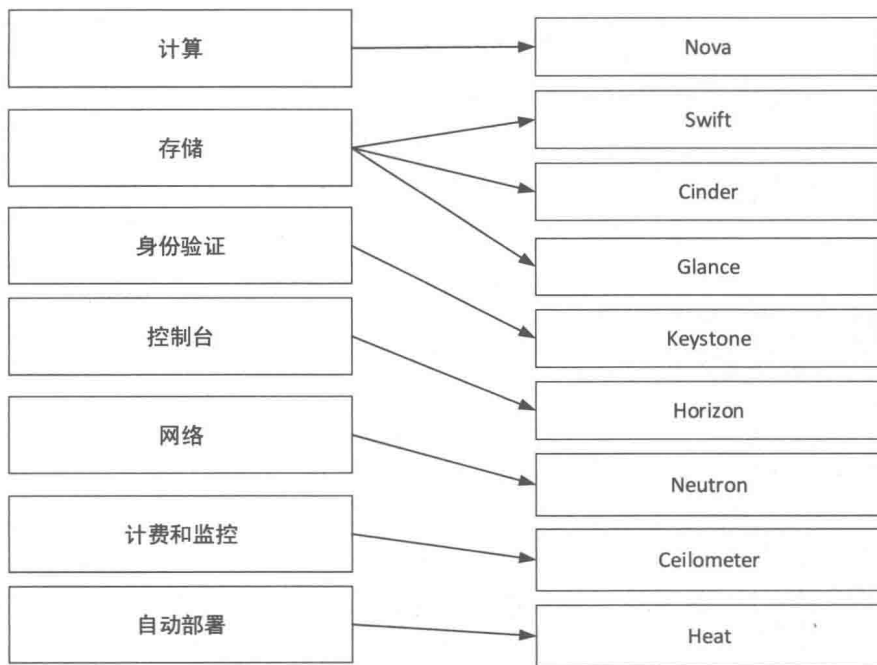 计算
Nova
存储
Swift
Cinder
身份验证
Glance
控制台
Keystone
Horizon
网络
Neutron
计费和监控
Ceilometer
自动部署
Heat